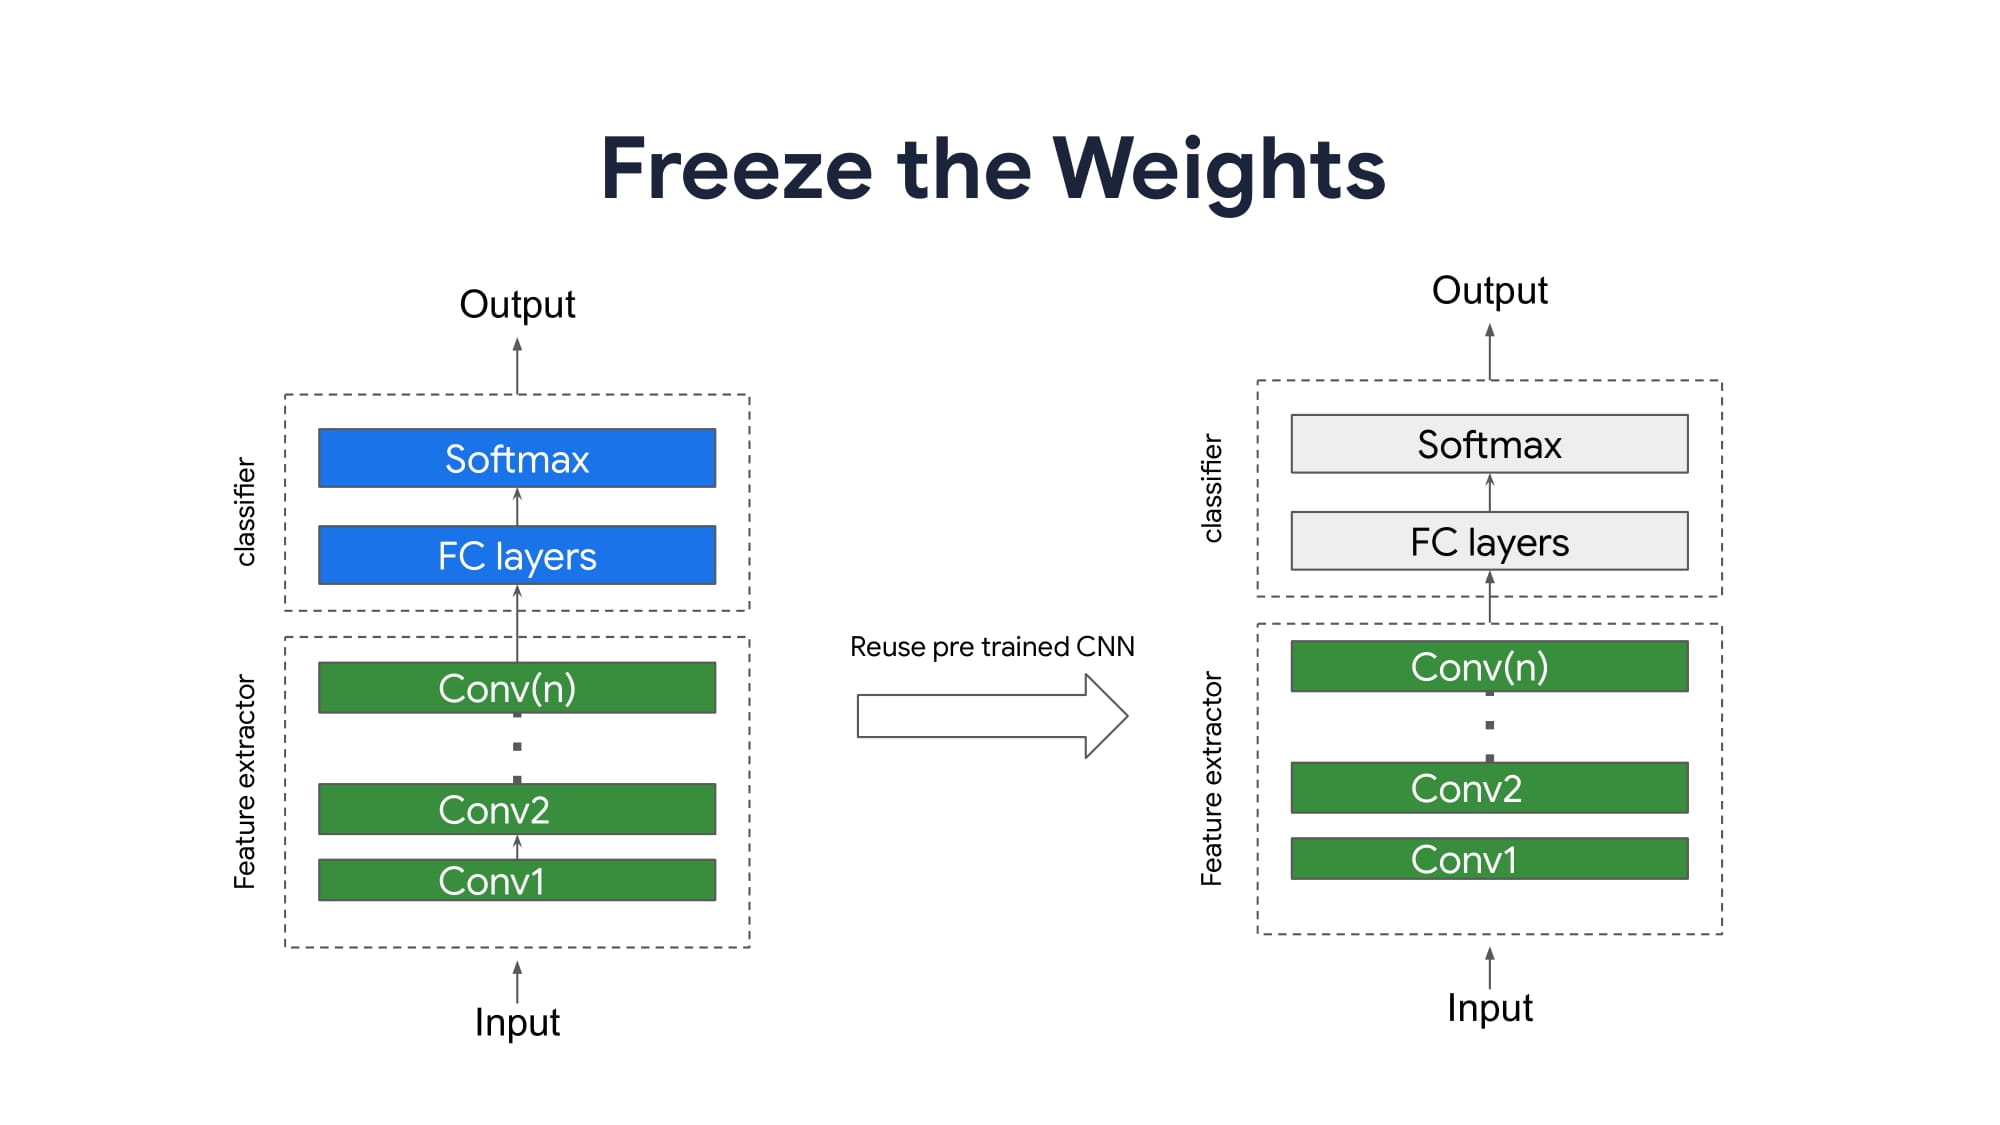 Freeze the Weights
Output
classifier
Softmax
FC layers
Feature extractor
Conv(n)
Conv2
Conv1
Input
Reuse pre trained CNN
Output
classifier
Softmax
FC layers
Feature extractor
Conv(n)
Conv2
Conv1
Input